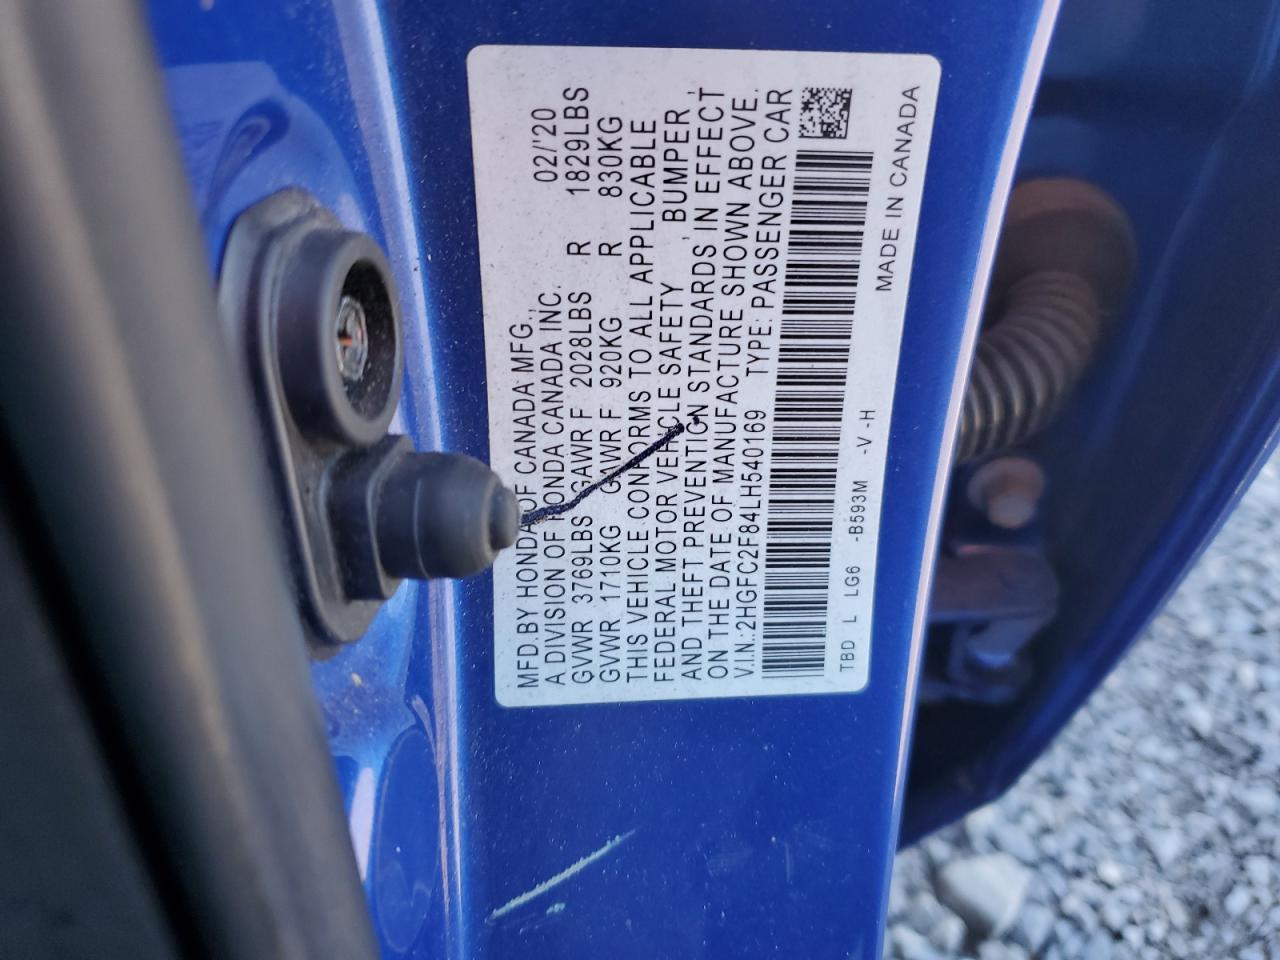 MFD.BY HONDA OF CANADA MFG., 02/'20
A DIVISION OF HONDA CANADA INC.
GVWR 3769LBS GAWR F 2028LBS R 1829LBS
GVWR 1710KG GAWR F 920KG R 830KG
THIS VEHICLE CONFORMS TO ALL APPLICABLE
FEDERAL MOTOR VEHICLE SAFETY , BUMPER ,
AND THEFT PREVENTION STANDARDS IN EFFECT
ON THE DATE OF MANUFACTURE SHOWN ABOVE.
V.I.N.:2HGFC2F84LH540169 TYPE: PASSENGER CAR
TBD L LG6 -B593M -V -H
MADE IN CANADA